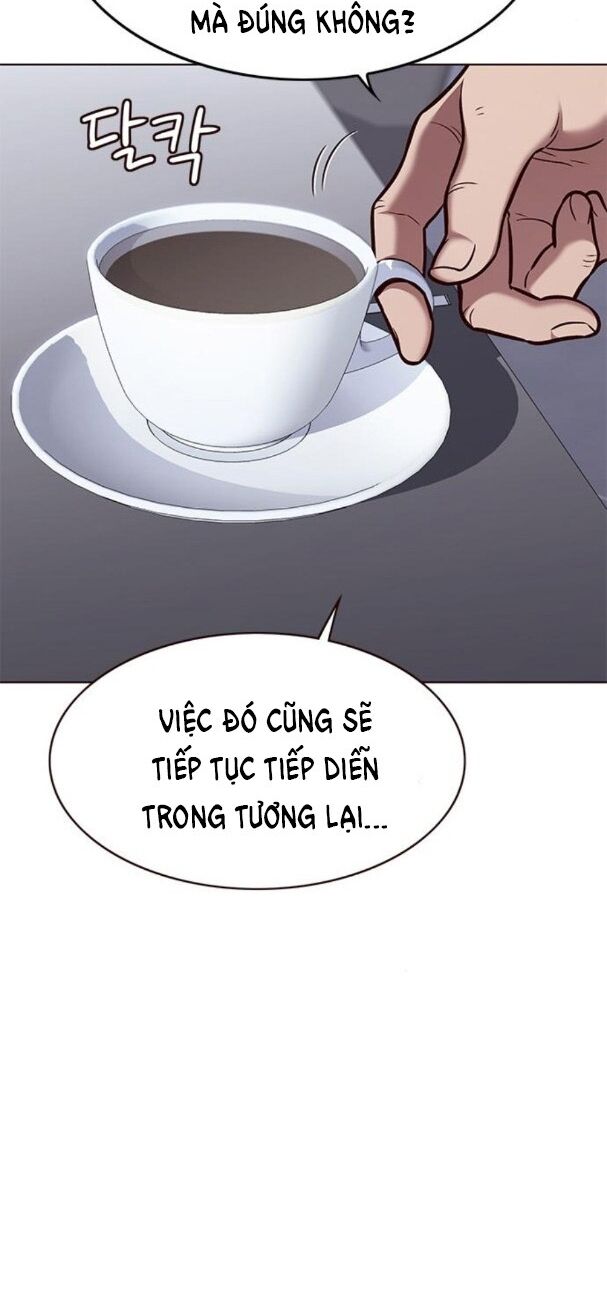 MÀ ĐÚNG KHÔNG?
달칵
VIỆC ĐÓ CŨNG SẼ
TIẾP TỤC TIẾP DIỄN
TRONG TƯƠNG LAI...